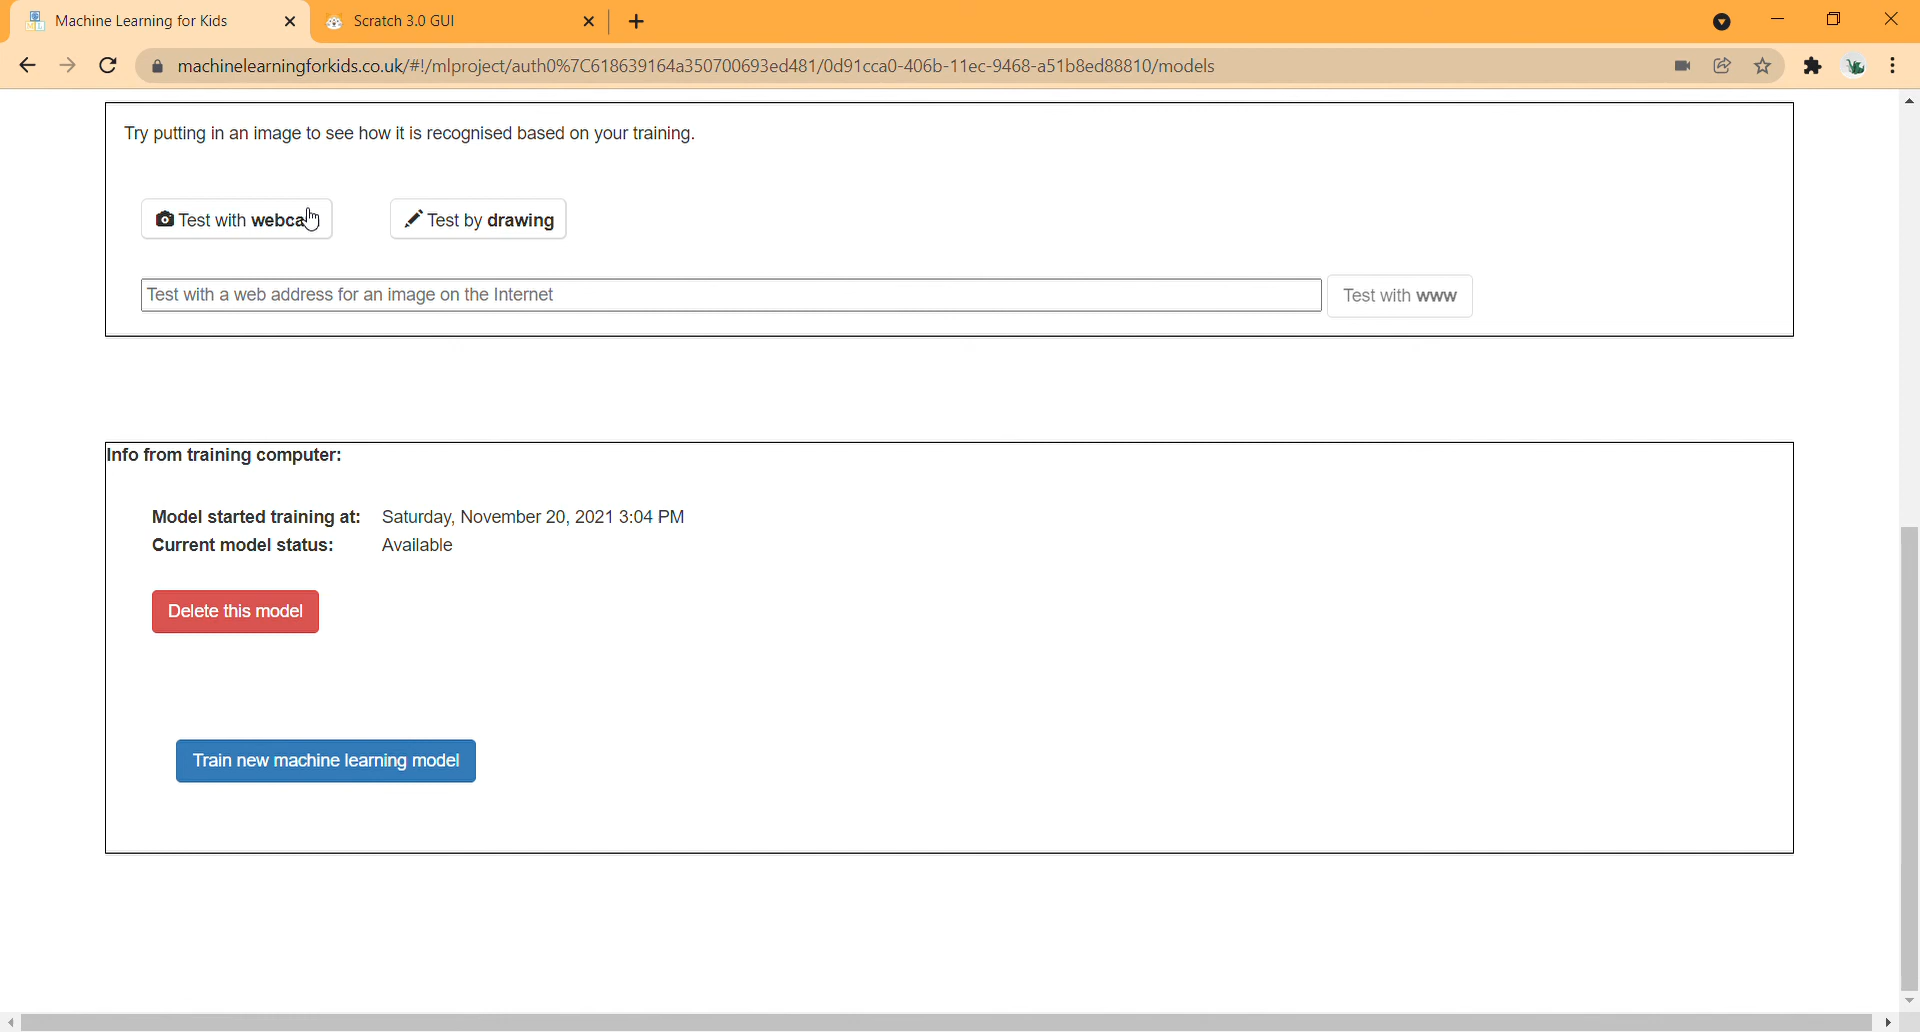 Machine Learning for Kids
Scratch 3.0 GUI
machinelearningforkids.co.uk/#!/mlproject/auth0%7C618639164a350700693ed481/0d91cca0-406b-11ec-9468-a51b8ed88810/models
Try putting in an image to see how it is recognised based on your training.
Test with webca
Test by drawing
Test with a web address for an image on the Internet
Test with www
Info from training computer:
Model started training at: Saturday, November 20, 2021 3:04 PM
Current model status: Available
Delete this model
Train new machine learning model